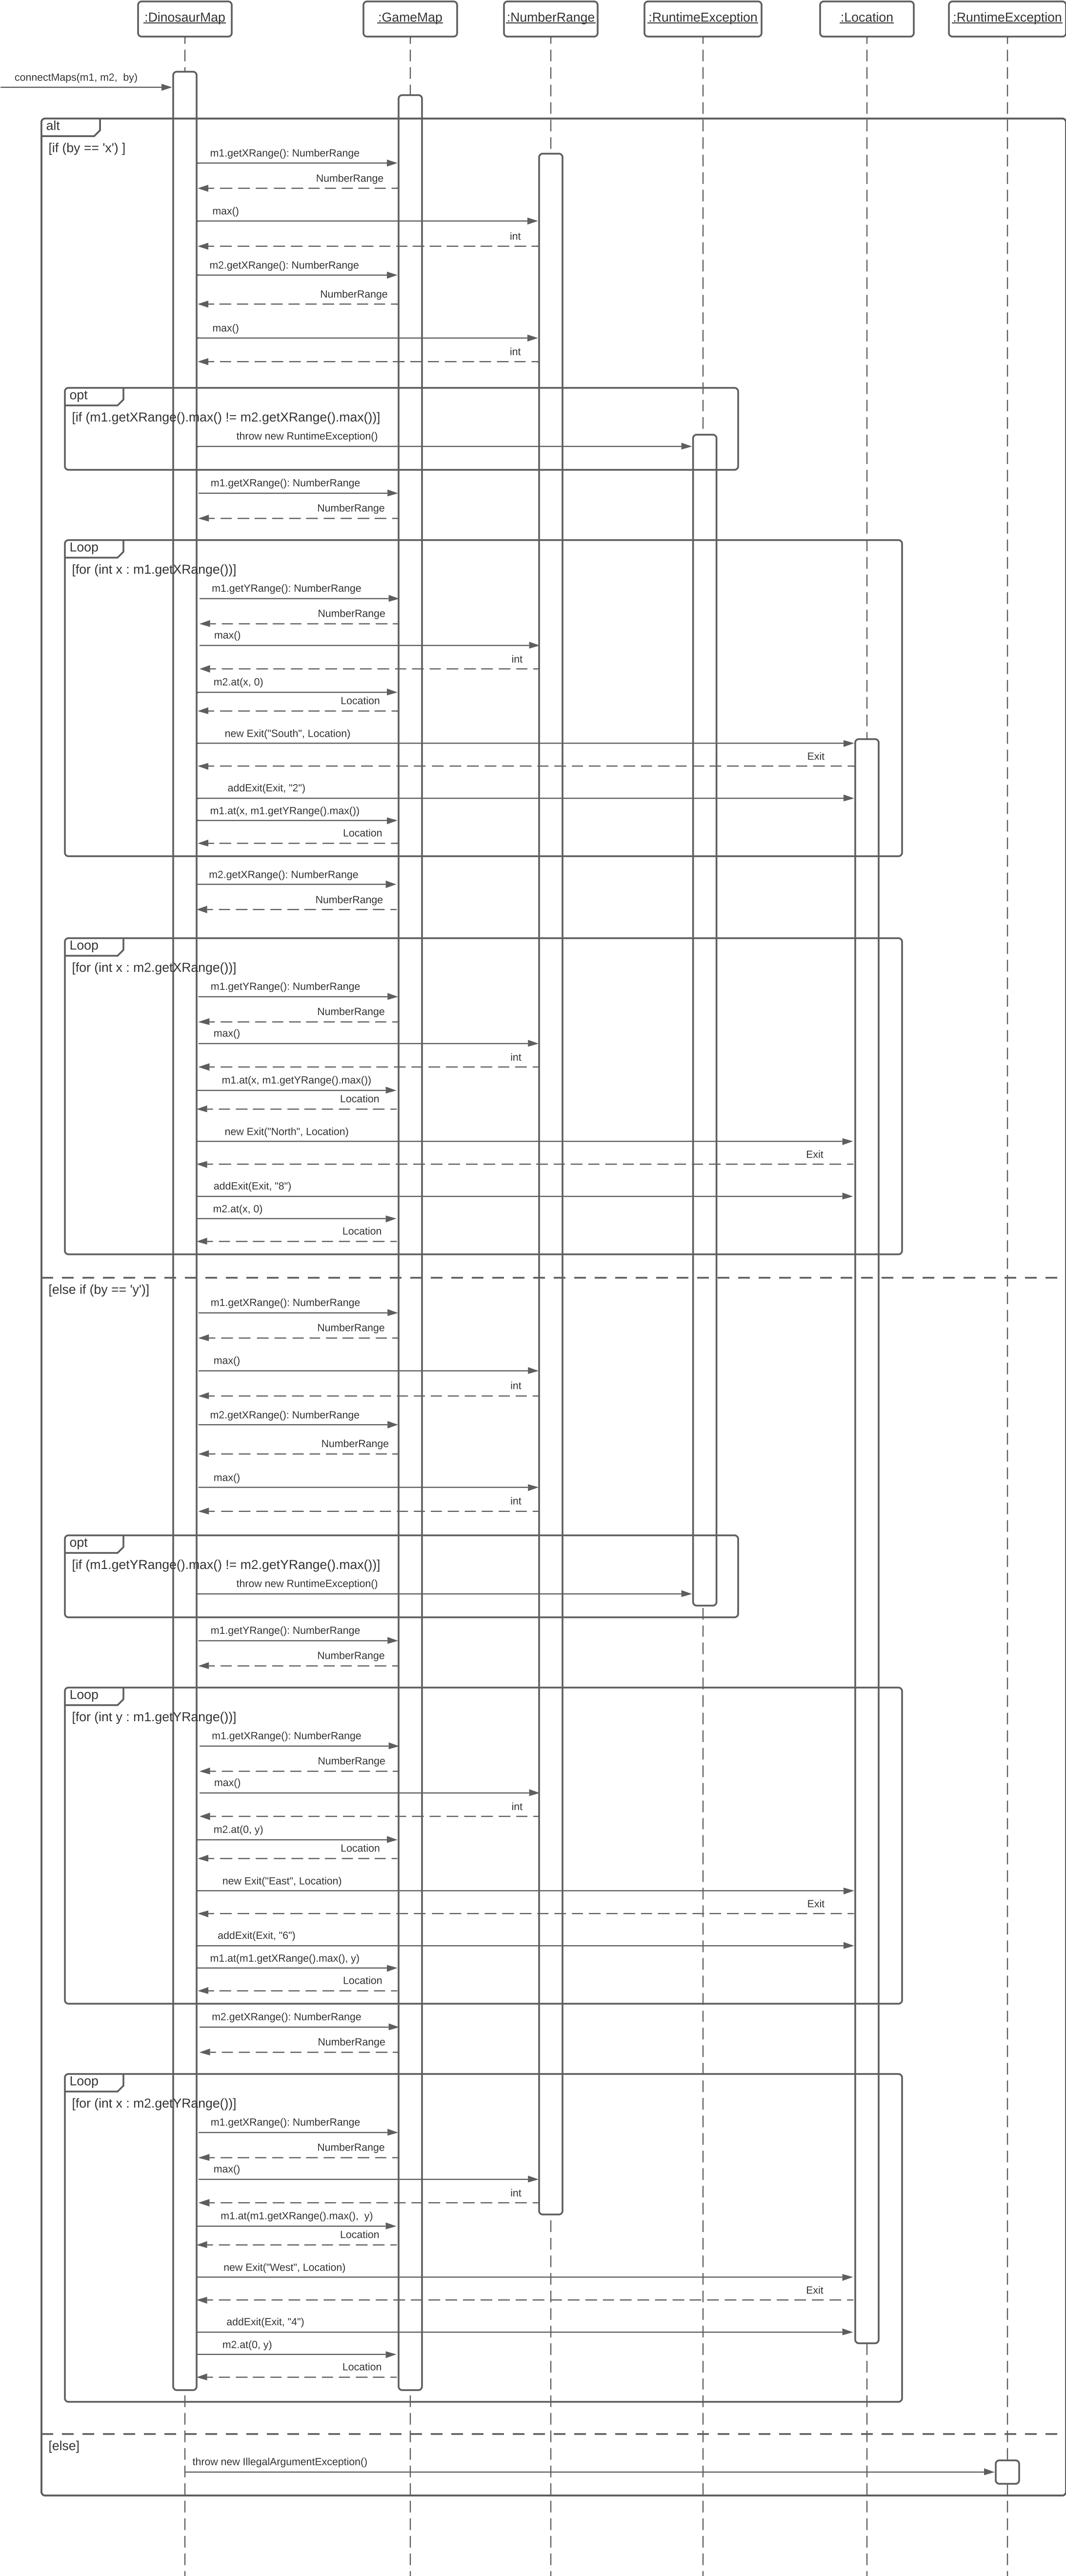 :DinosaurMap
:GameMap
:NumberRange
:RuntimeException
:Location
:RuntimeException
connectMaps(m1, m2, by)
alt
[if (by == 'x') ]
m1.getXRange(): NumberRange
NumberRange
max()
int
m2.getXRange(): NumberRange
NumberRange
max()
int
opt
[if (m1.getXRange().max() != m2.getXRange().max())]
throw new RuntimeException()
m1.getXRange(): NumberRange
NumberRange
Loop
[for (int x : m1.getXRange())]
m1.getYRange(): NumberRange
NumberRange
max()
int
m2.at(x, 0)
Location
new Exit("South", Location)
Exit
addExit(Exit, "2")
m1.at(x, m1.getYRange().max())
Location
m2.getXRange(): NumberRange
NumberRange
Loop
[for (int x : m2.getXRange())]
m1.getYRange(): NumberRange
NumberRange
max()
int
m1.at(x, m1.getYRange().max())
Location
new Exit("North", Location)
Exit
addExit(Exit, "8")
m2.at(x, 0)
Location
[else if (by == 'y')]
m1.getXRange(): NumberRange
NumberRange
max()
int
m2.getXRange(): NumberRange
NumberRange
max()
int
opt
[if (m1.getYRange().max() != m2.getYRange().max())]
throw new RuntimeException()
m1.getYRange(): NumberRange
NumberRange
Loop
[for (int y : m1.getYRange())]
m1.getXRange(): NumberRange
NumberRange
max()
int
m2.at(0, y)
Location
new Exit("East", Location)
Exit
addExit(Exit, "6")
m1.at(m1.getXRange().max(), y)
Location
m2.getXRange(): NumberRange
NumberRange
Loop
[for (int x : m2.getYRange())]
m1.getXRange(): NumberRange
NumberRange
max()
int
m1.at(m1.getXRange().max(), y)
Location
new Exit("West", Location)
Exit
addExit(Exit, "4")
m2.at(0, y)
Location
[else]
throw new IllegalArgumentException()